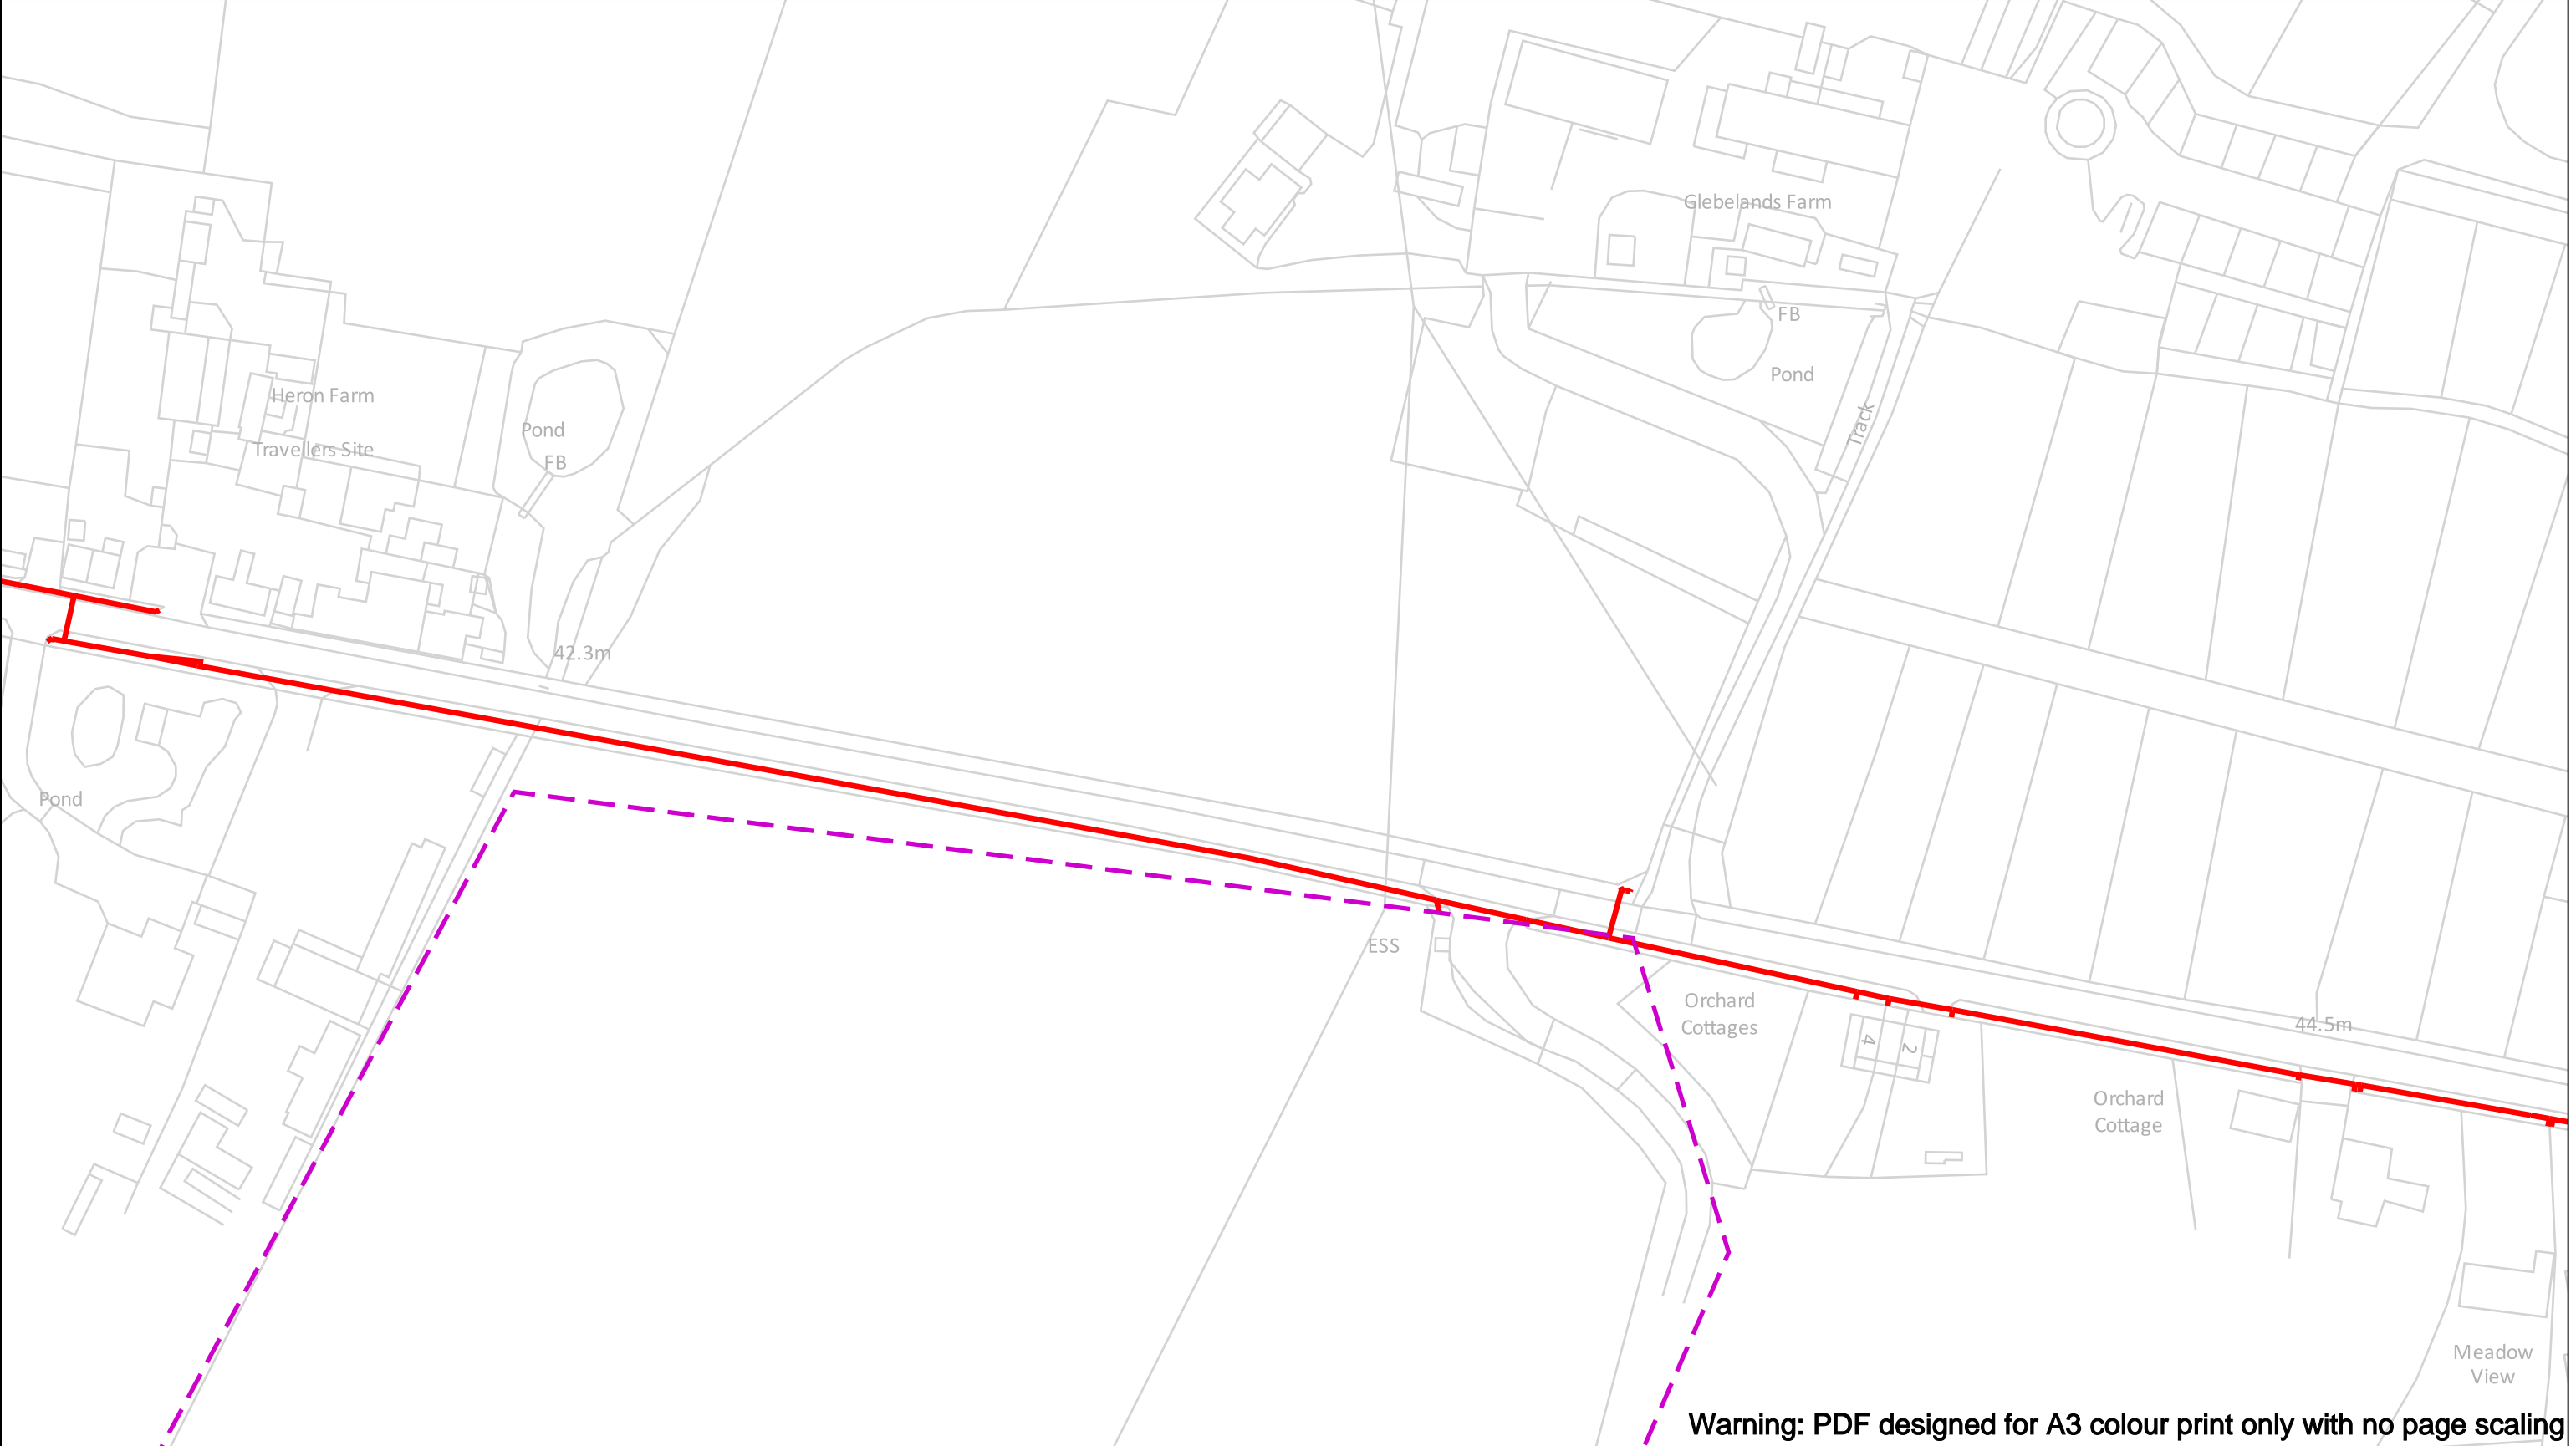 Glebelands Farm
FB
Pond
Track
Heron Farm
Travellers Site
Pond
FB
42.3m
Pond
ESS
Orchard
Cottages
4
2
44.5m
Orchard
Cottage
Meadow
View
Warning: PDF designed for A3 colour print only with no page scaling